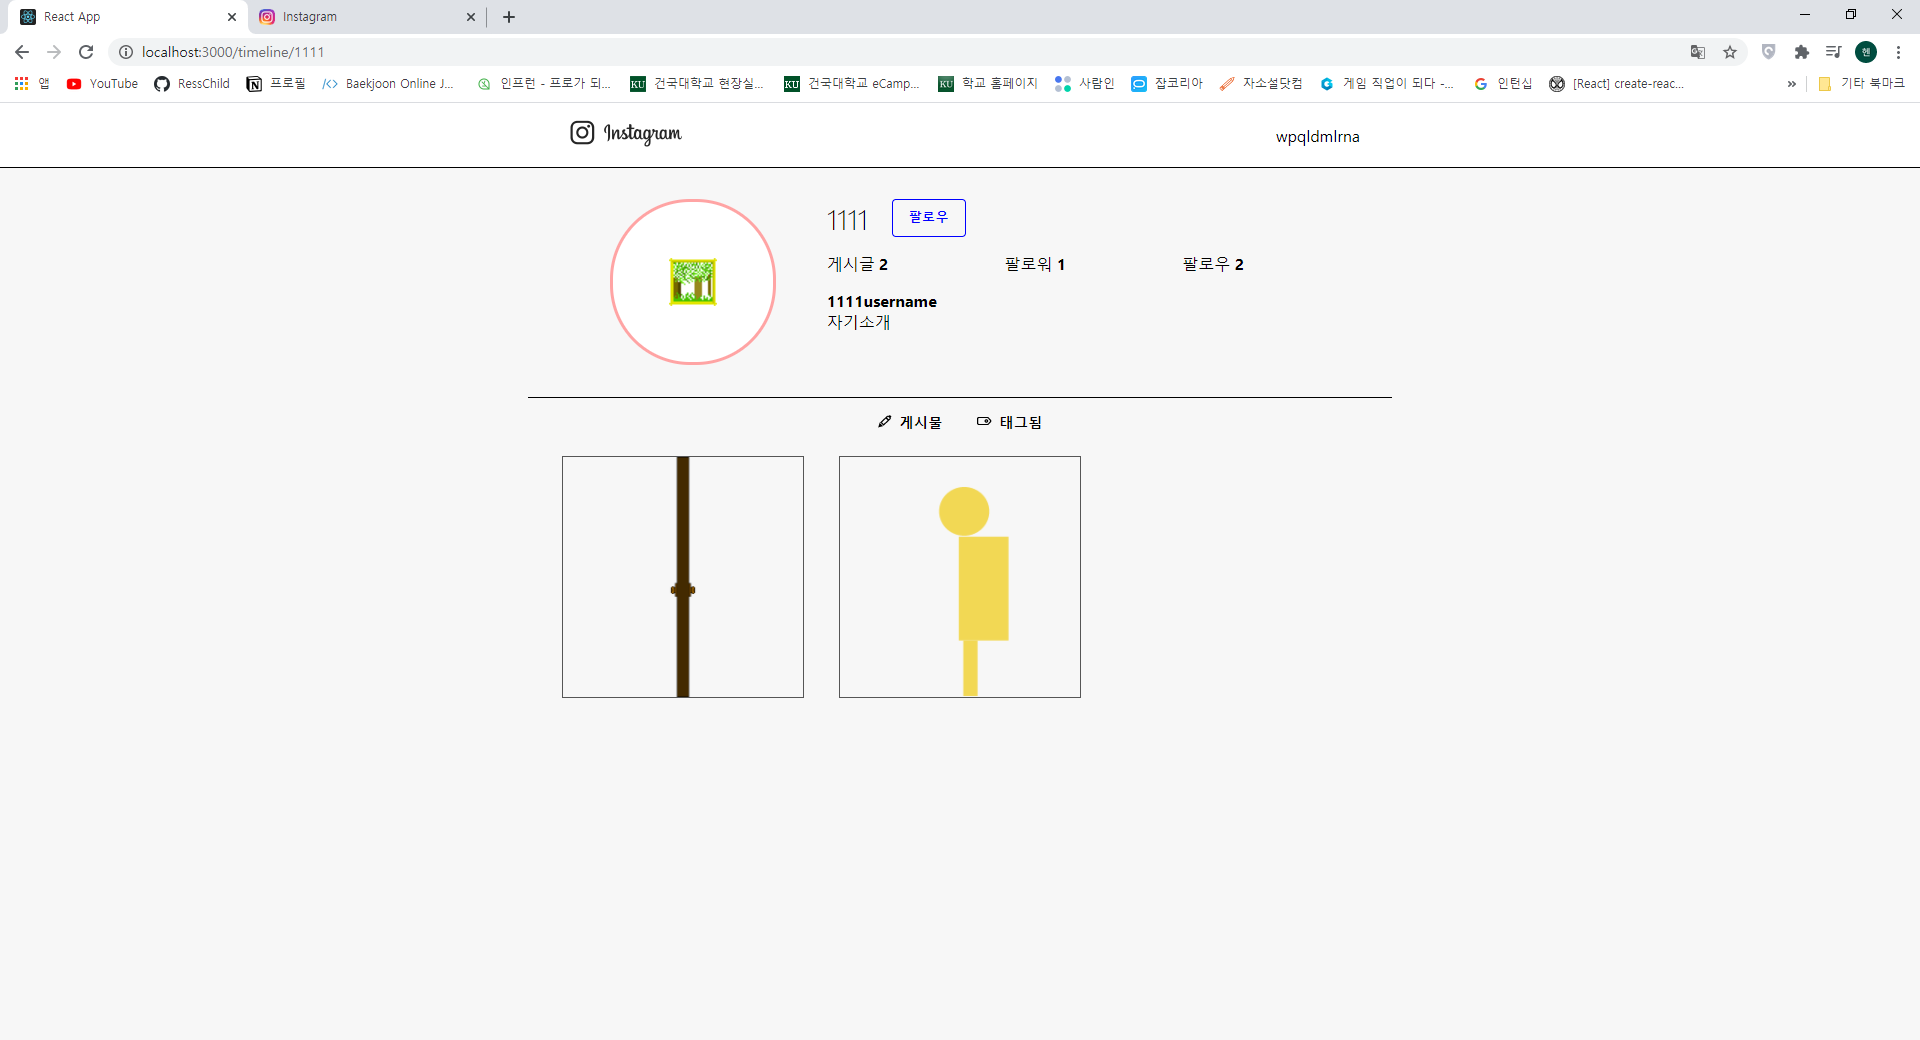 React App
Instagram
localhost:3000/timeline/1111
앱
YouTube
RessChild
프로필
Baekjoon Online J...
인프런 - 프로가 되...
KU 건국대학교 현장실...
KU 건국대학교 eCamp...
KU 학교 홈페이지
사람인
잡코리아
자소설닷컴
게임 직업이 되다 -...
인턴십
[React] create-reac...
»
기타 북마크
헨
Instagram
wpqldmlrna
1111 팔로우
게시글 2 팔로워 1 팔로우 2
1111username
자기소개
게시물 태그됨